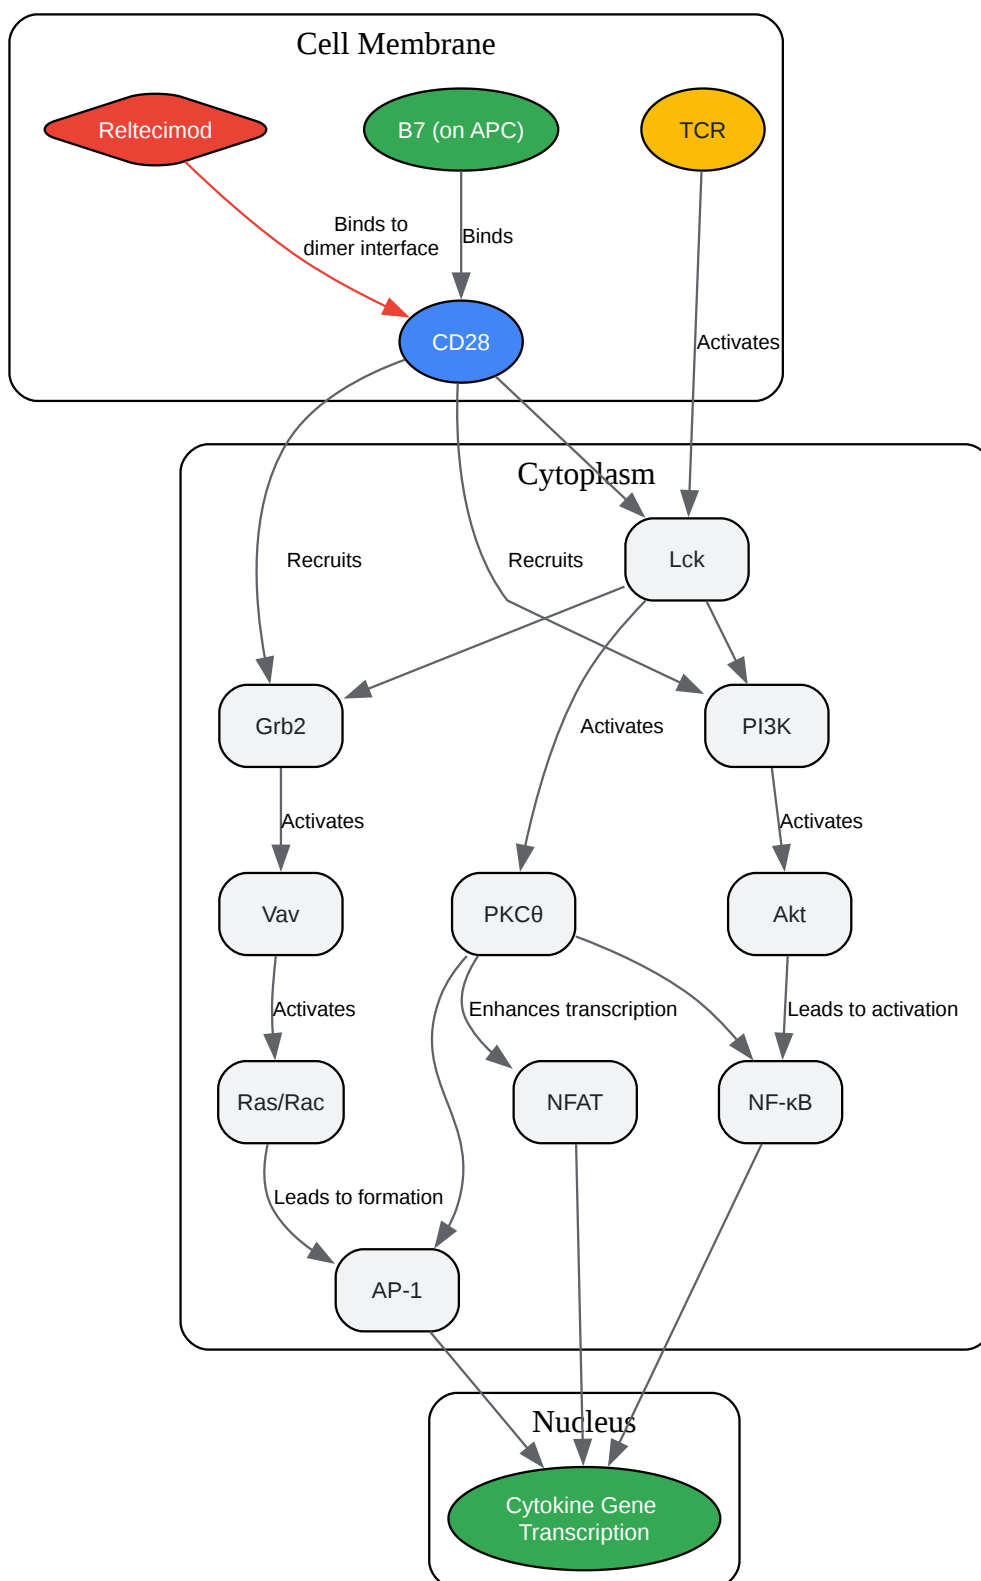 Cell Membrane
Reltecimod
B7 (on APC)
TCR
Binds to
dimer interface
Binds
CD28
Activates
Cytoplasm
Recruits
Recruits
Lck
Grb2
Activates
PI3K
Activates
Activates
Vav
PKCθ
Akt
Activates
Enhances transcription
Leads to activation
Ras/Rac
NFAT
NF-κB
Leads to formation
AP-1
Nucleus
Cytokine Gene
Transcription